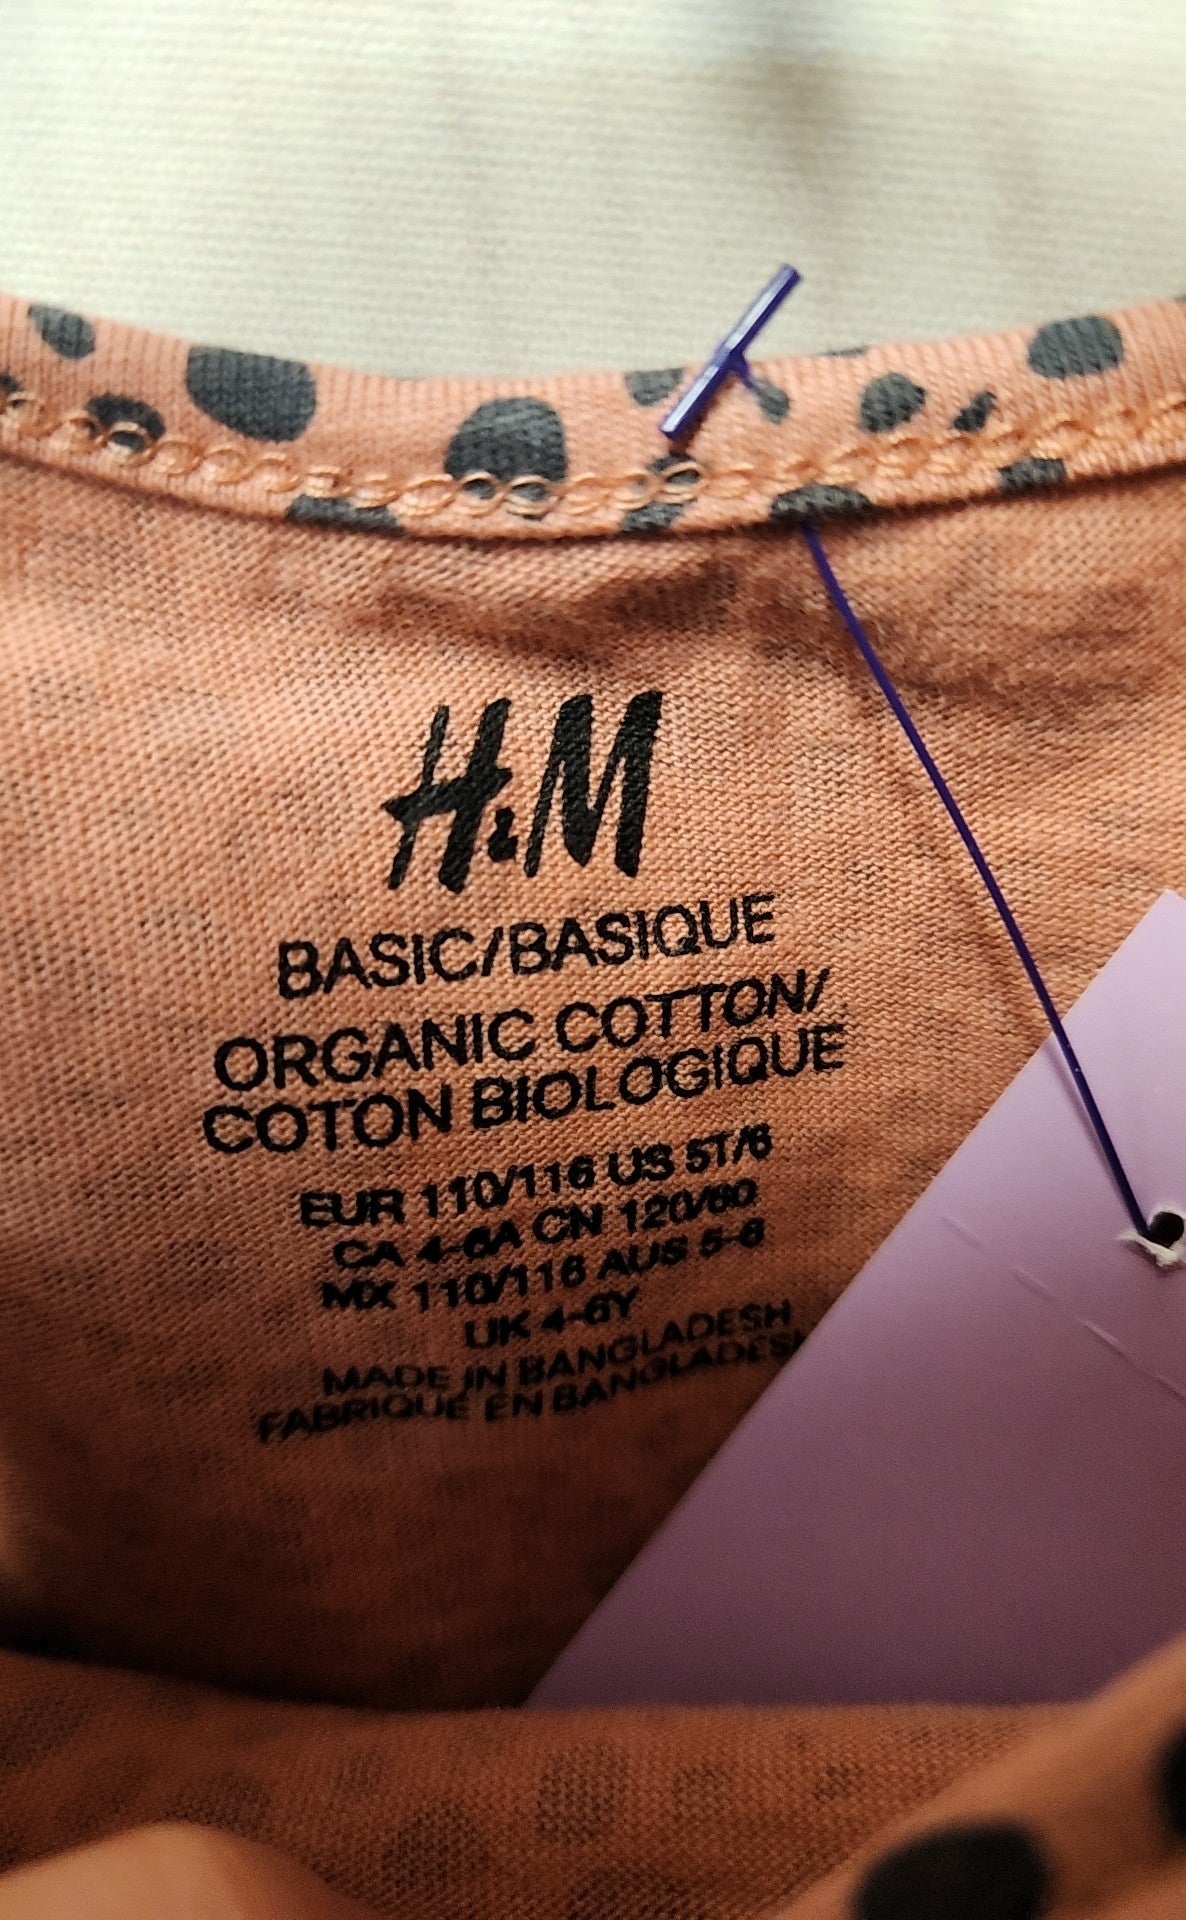 H&M
BASIC/BASIQUE
ORGANIC COTTON/
COTON BIOLOGIQUE
EUR 110/116 US 5T/6
CA 4-6A CN 120/60
MX 110/116 AUS 5-6
UK 4-6Y
MADE IN BANGLADESH
FABRIQUE EN BANGLADESH